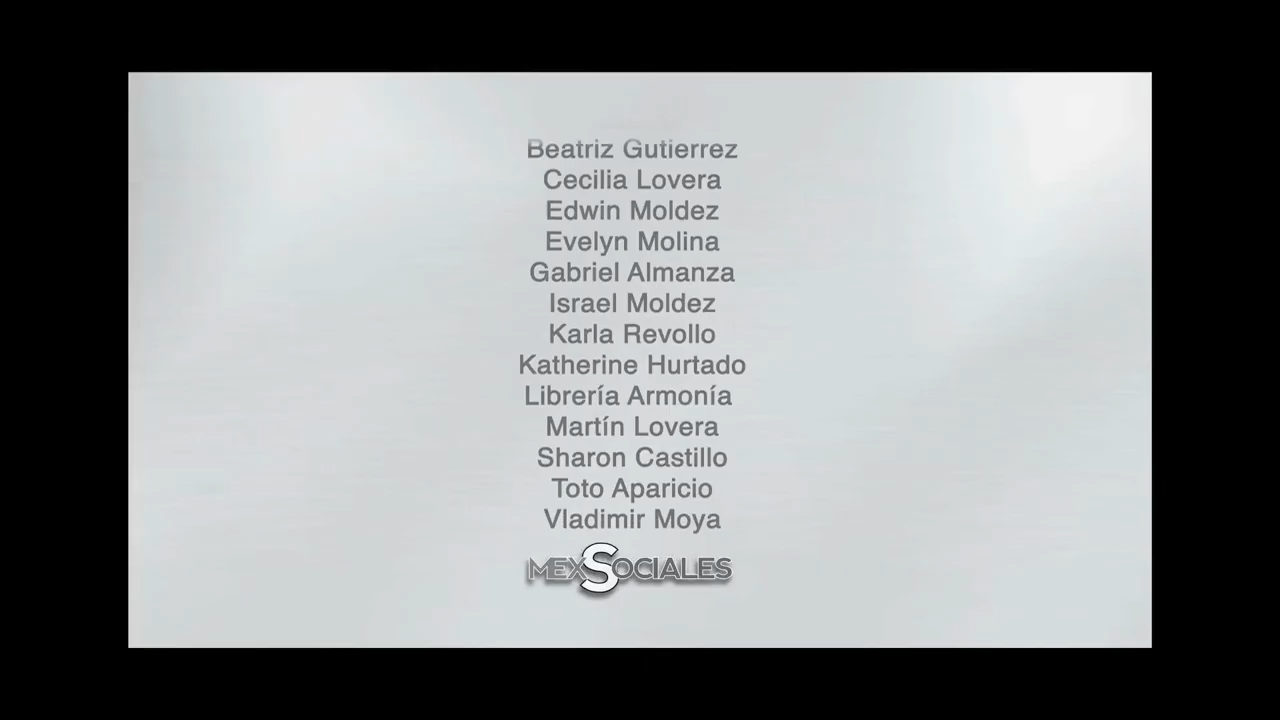 Beatriz Gutierrez
Cecilia Lovera
Edwin Moldez
Evelyn Molina
Gabriel Almanza
Israel Moldez
Karla Revollo
Katherine Hurtado
Librería Armonía
Martín Lovera
Sharon Castillo
Toto Aparicio
Vladimir Moya
MEXSOCIALES